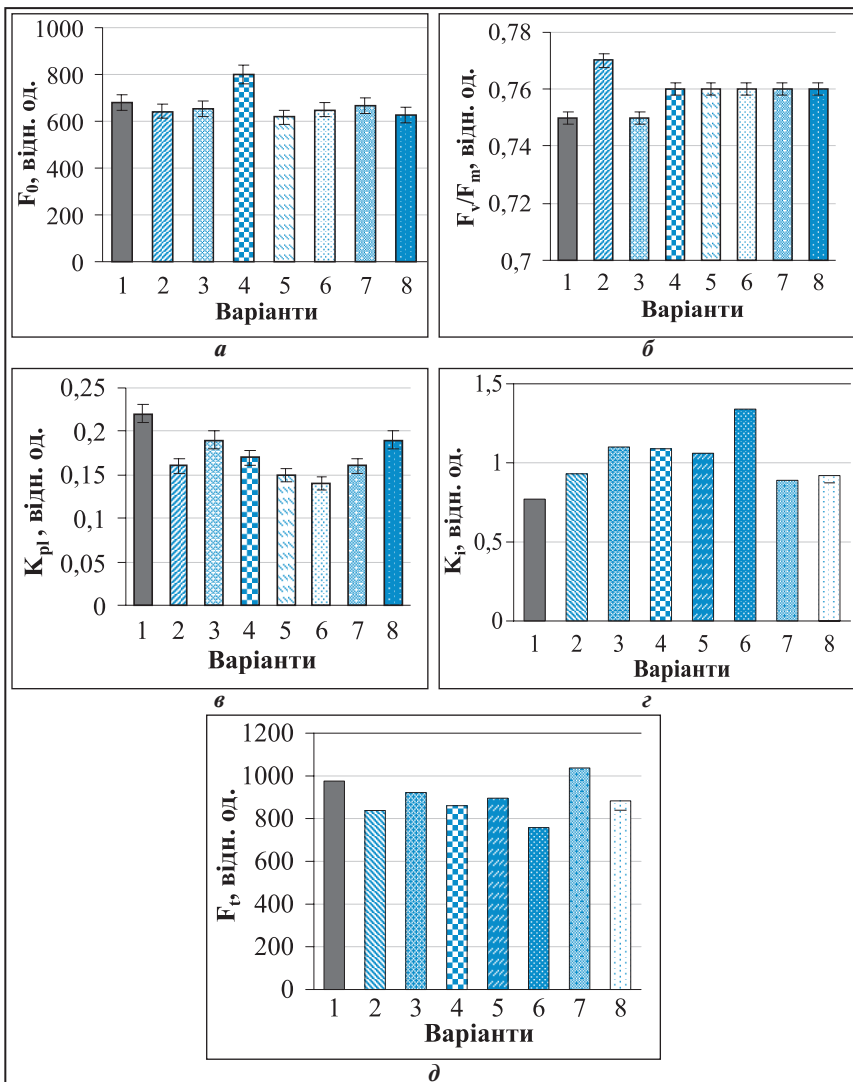 1000
800
600
400
200
0
F₀, відн. од.
1 2 3 4 5 6 7 8
Варіанти
а
0,78
0,76
0,74
0,72
0,7
Fᵥ/Fₘ, відн. од.
1 2 3 4 5 6 7 8
Варіанти
б
0,25
0,2
0,15
0,1
0,05
0
Kₚₗ, відн. од.
1 2 3 4 5 6 7 8
Варіанти
в
1,5
1
0,5
0
Kᵢ, відн. од.
1 2 3 4 5 6 7 8
Варіанти
г
1200
1000
800
600
400
200
0
Fₜ, відн. од.
1 2 3 4 5 6 7 8
Варіанти
д